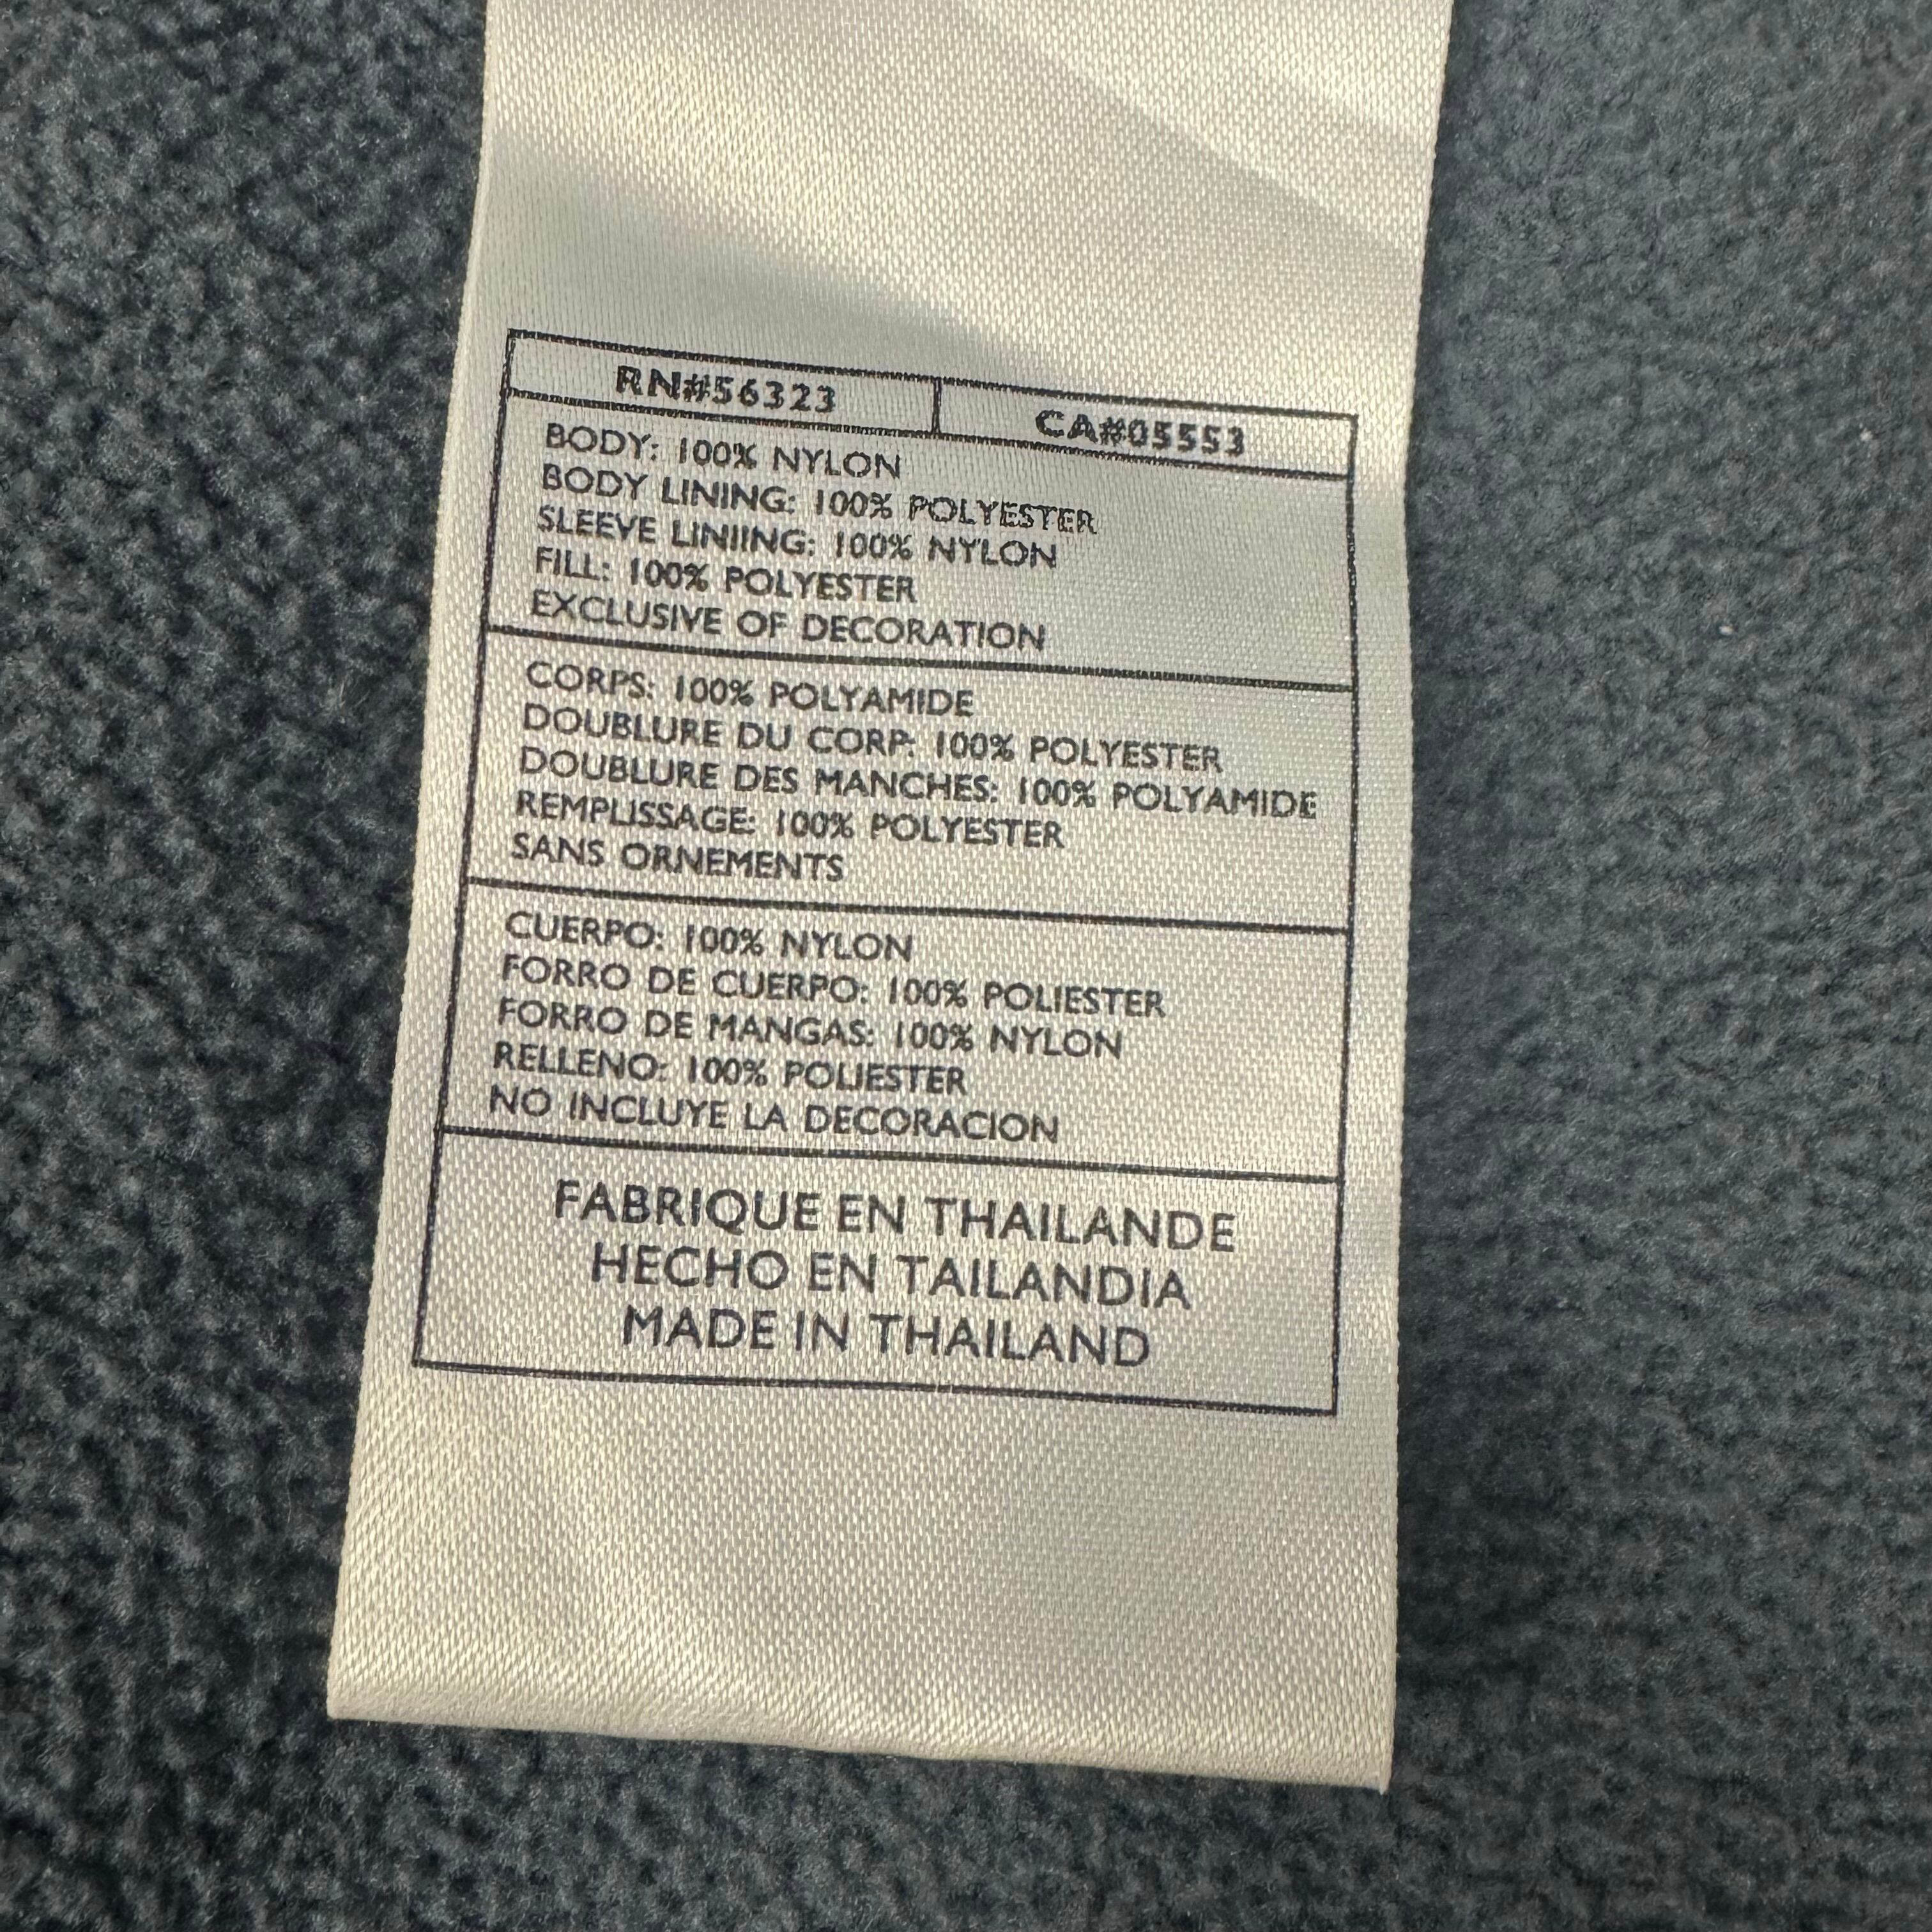 RN#56323 CA#05553
BODY: 100% NYLON
BODY LINING: 100% POLYESTER
SLEEVE LINIING: 100% NYLON
FILL: 100% POLYESTER
EXCLUSIVE OF DECORATION
CORPS: 100% POLYAMIDE
DOUBLURE DU CORP: 100% POLYESTER
DOUBLURE DES MANCHES: 100% POLYAMIDE
REMPLISSAGE: 100% POLYESTER
SANS ORNEMENTS
CUERPO: 100% NYLON
FORRO DE CUERPO: 100% POLIESTER
FORRO DE MANGAS: 100% NYLON
RELLENO: 100% POLIESTER
NO INCLUYE LA DECORACION
FABRIQUE EN THAILANDE
HECHO EN TAILANDIA
MADE IN THAILAND